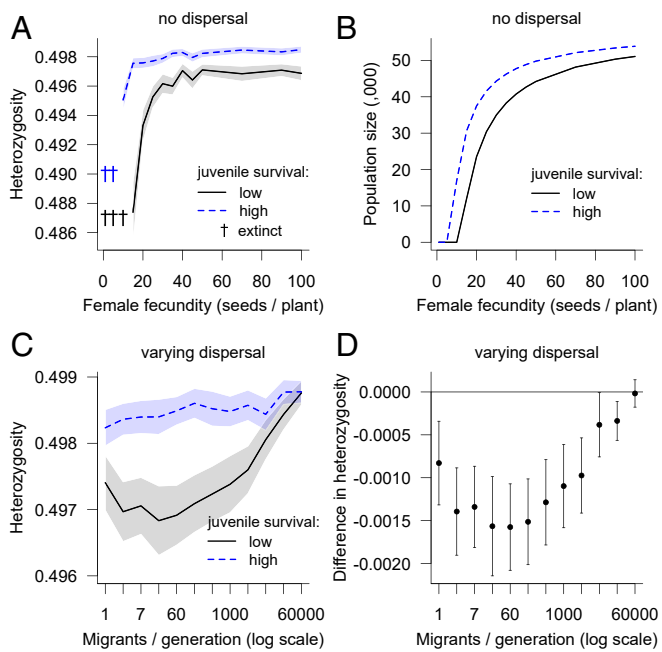 A
no dispersal
0.498
0.496
0.494
0.492
0.490
0.488
0.486
Heterozygosity
††
†††
juvenile survival:
low
high
† extinct
0 20 40 60 80 100
Female fecundity (seeds / plant)
B
no dispersal
50
40
30
20
10
0
Population size (,000)
juvenile survival:
low
high
0 20 40 60 80 100
Female fecundity (seeds / plant)
C
varying dispersal
0.499
0.498
0.497
0.496
Heterozygosity
juvenile survival:
low
high
1 7 60 1000 60000
Migrants / generation (log scale)
D
varying dispersal
0.0000
-0.0005
-0.0010
-0.0015
-0.0020
Difference in heterozygosity
1 7 60 1000 60000
Migrants / generation (log scale)